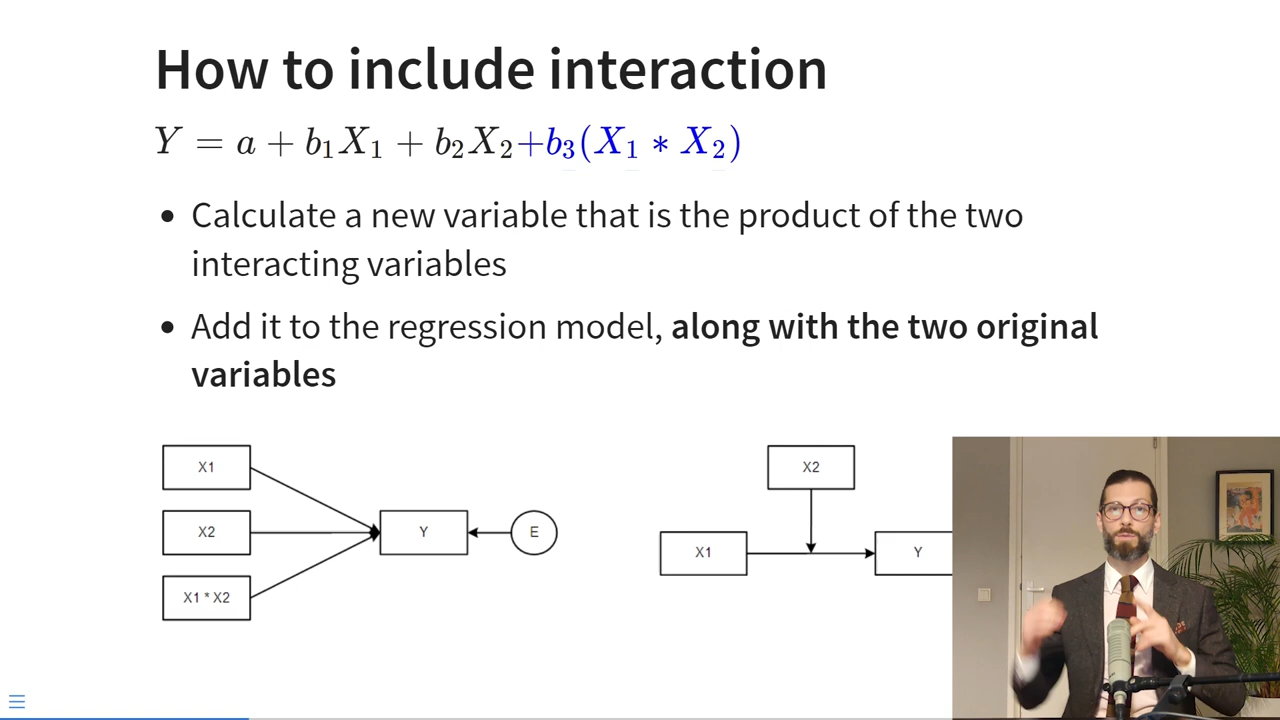 How to include interaction
Y = a + b₁X₁ + b₂X₂+b₃(X₁ * X₂)
• Calculate a new variable that is the product of the two
interacting variables
• Add it to the regression model, along with the two original
variables
X1
X2
X1 * X2
Y
E
X2
X1
Y